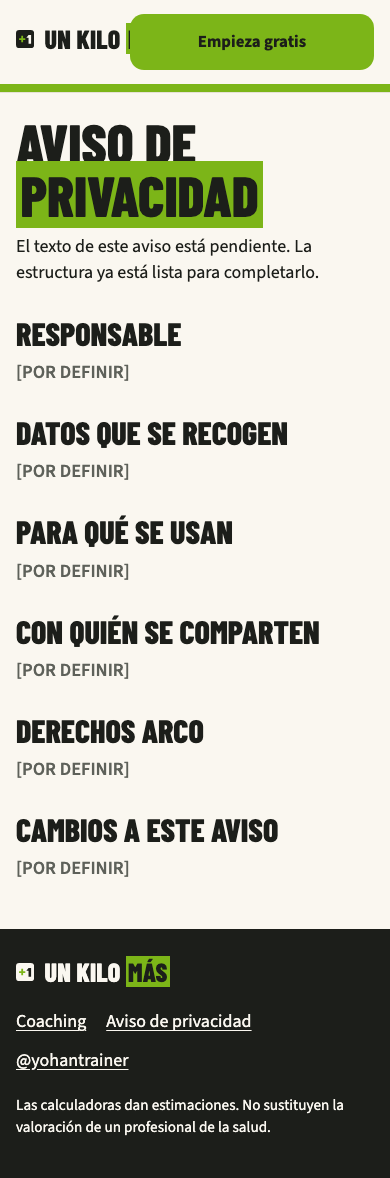 +1 UN KILO
Empieza gratis
AVISO DE
PRIVACIDAD
El texto de este aviso está pendiente. La
estructura ya está lista para completarlo.
RESPONSABLE
[POR DEFINIR]
DATOS QUE SE RECOGEN
[POR DEFINIR]
PARA QUÉ SE USAN
[POR DEFINIR]
CON QUIÉN SE COMPARTEN
[POR DEFINIR]
DERECHOS ARCO
[POR DEFINIR]
CAMBIOS A ESTE AVISO
[POR DEFINIR]
+1 UN KILO MÁS
Coaching Aviso de privacidad
@yohantrainer
Las calculadoras dan estimaciones. No sustituyen la
valoración de un profesional de la salud.